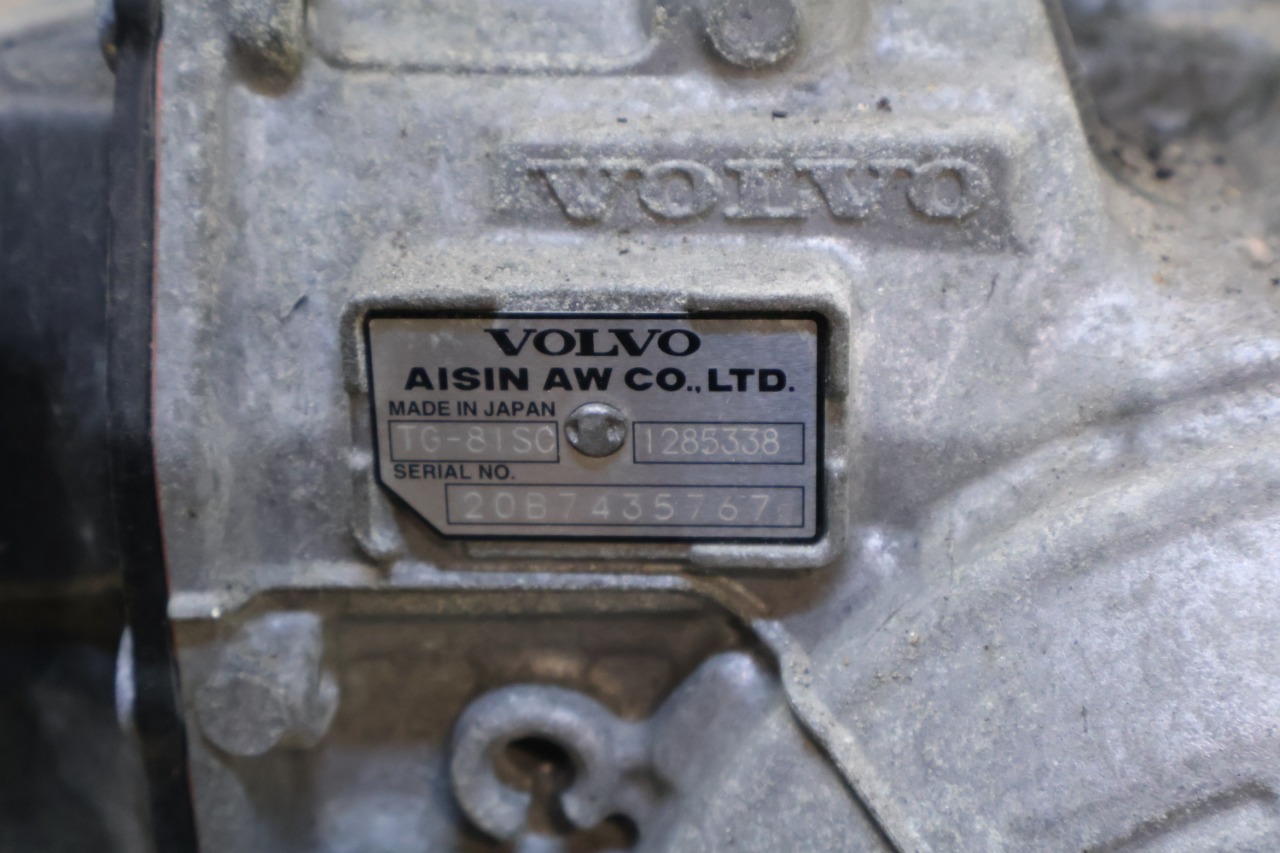 VOLVO
VOLVO
AISIN AW CO., LTD.
MADE IN JAPAN
TG-81SC 1285338
SERIAL NO.
20B7435767